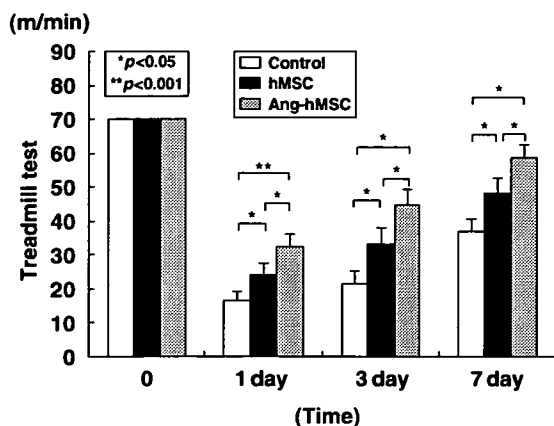 (m/min)
90
80
70
60
50
40
30
20
10
0
Treadmill test
*p<0.05
**p<0.001
Control
hMSC
Ang-hMSC
**
*
*
*
*
*
*
*
*
0
1 day
3 day
7 day
(Time)